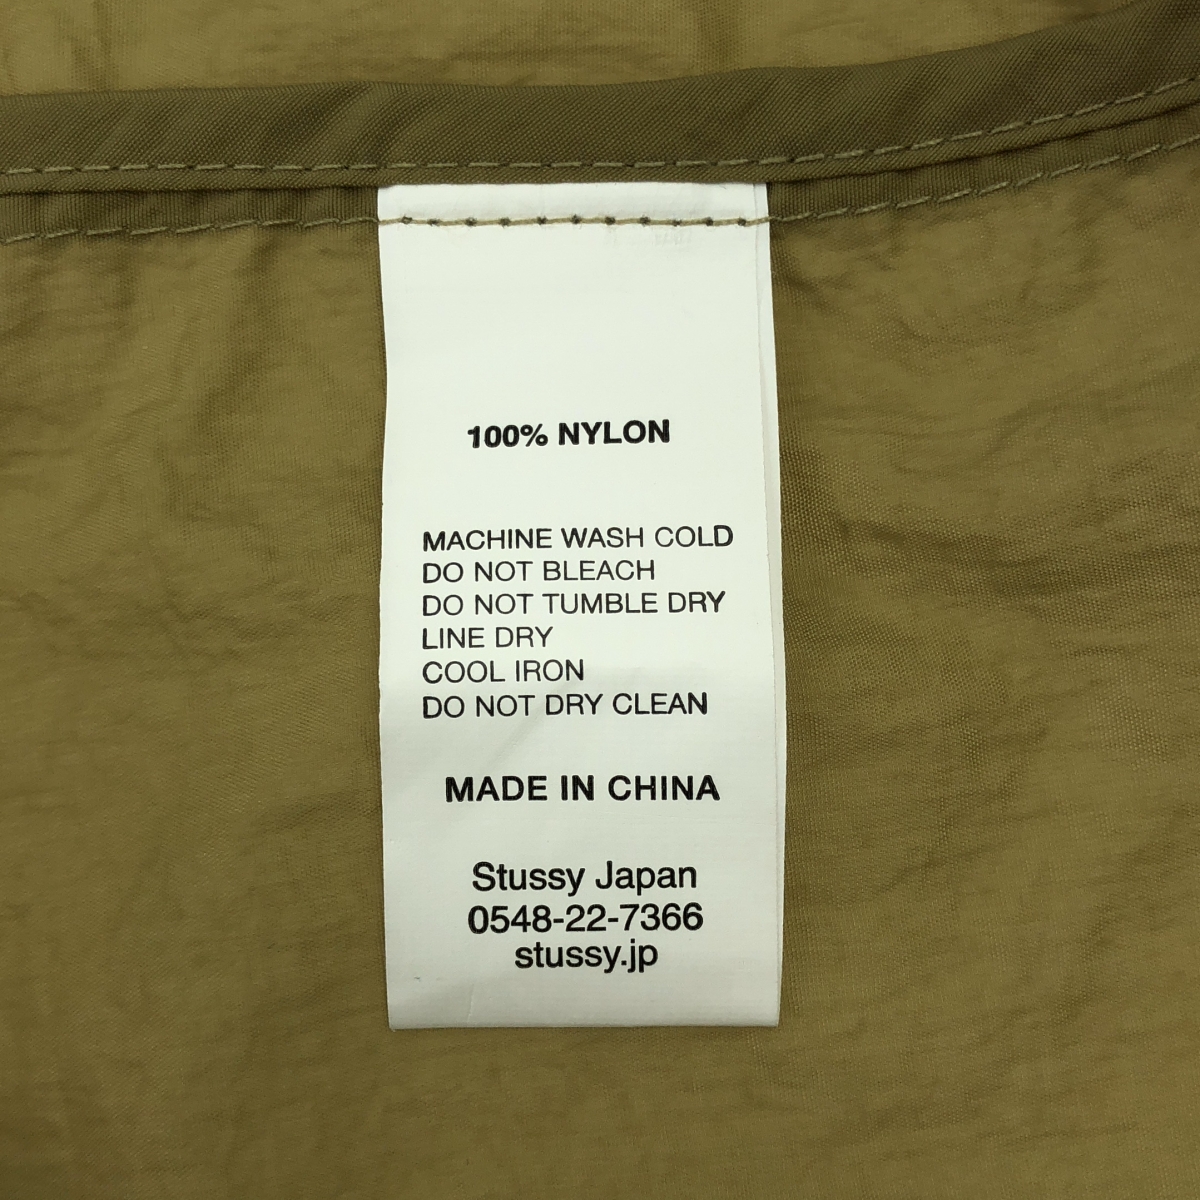 100% NYLON
MACHINE WASH COLD
DO NOT BLEACH
DO NOT TUMBLE DRY
LINE DRY
COOL IRON
DO NOT DRY CLEAN
MADE IN CHINA
Stussy Japan
0548-22-7366
stussy.jp